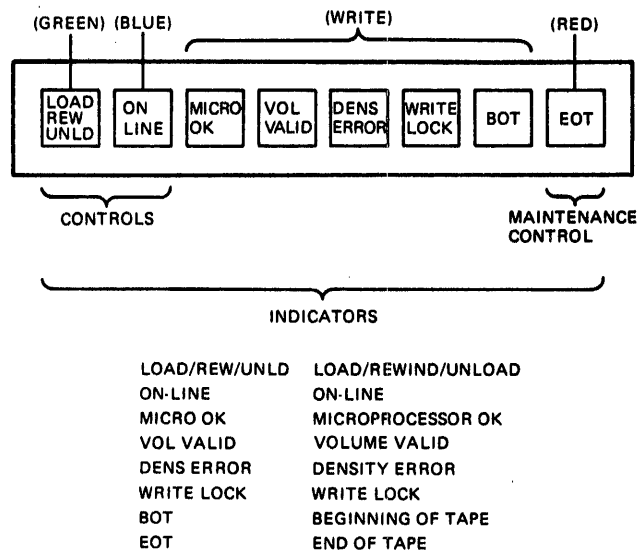 (GREEN) (BLUE) (WRITE) (RED)
LOAD
REW
UNLD
ON
LINE
MICRO
OK
VOL
VALID
DENS
ERROR
WRITE
LOCK
BOT
EOT
CONTROLS
MAINTENANCE
CONTROL
INDICATORS
LOAD/REW/UNLD LOAD/REWIND/UNLOAD
ON-LINE ON-LINE
MICRO OK MICROPROCESSOR OK
VOL VALID VOLUME VALID
DENS ERROR DENSITY ERROR
WRITE LOCK WRITE LOCK
BOT BEGINNING OF TAPE
EOT END OF TAPE